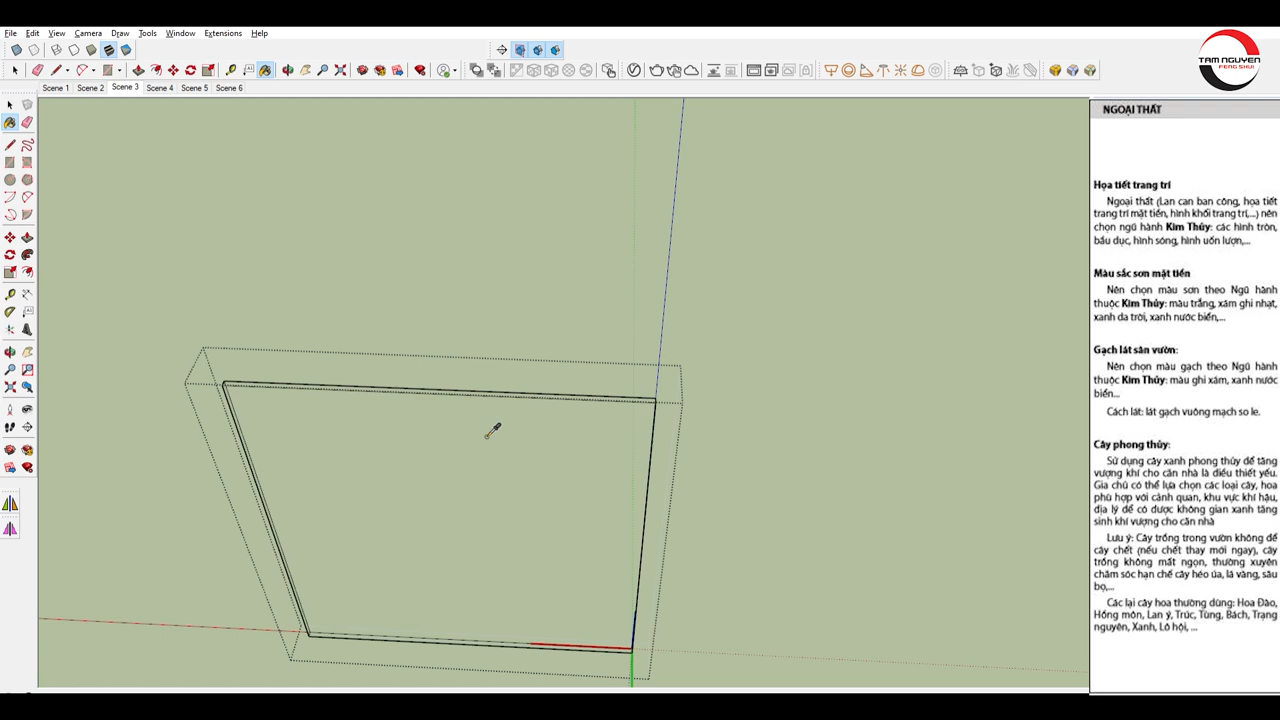 File Edit View Camera Draw Tools Window Extensions Help
TAM NGUYEN
FENG SHUI
Scene 1 Scene 2 Scene 3 Scene 4 Scene 5 Scene 6
NGOẠI THẤT
Họa tiết trang trí
Ngoại thất (Lan can ban công, họa tiết
trang trí mặt tiền, hình khối trang trí,...) nên
chọn ngũ hành Kim Thủy: các hình tròn,
bầu dục, hình sóng, hình uốn lượn,...
Màu sắc sơn mặt tiền
Nên chọn màu sơn theo Ngũ hành
thuộc Kim Thủy: màu trắng, xám ghi nhạt,
xanh da trời, xanh nước biển,...
Gạch lát sân vườn:
Nên chọn màu gạch theo Ngũ hành
thuộc Kim Thủy: màu ghi xám, xanh nước
biển...
Cách lát: lát gạch vuông mạch so le.
Cây phong thủy:
Sử dụng cây xanh phong thủy để tăng
vượng khí cho căn nhà là điều thiết yếu.
Gia chủ có thể lựa chọn các loại cây, hoa
phù hợp với cảnh quan, khu vực khí hậu,
địa lý để có được không gian xanh tăng
sinh khí vượng cho căn nhà
Lưu ý: Cây trồng trong vườn không để
cây chết (nếu chết thay mới ngay), cây
trồng không mất ngọn, thường xuyên
chăm sóc hạn chế cây héo úa, lá vàng, sâu
bọ,...
Các lại cây hoa thường dùng: Hoa Đào,
Hồng môn, Lan ý, Trúc, Tùng, Bách, Trạng
nguyên, Xanh, Lô hội, ...